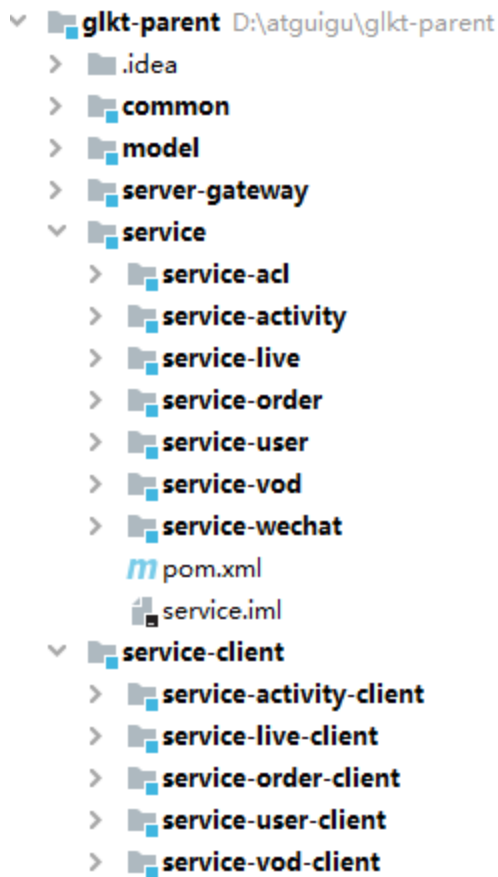 glkt-parent D:\atguigu\glkt-parent
.idea
common
model
server-gateway
service
service-acl
service-activity
service-live
service-order
service-user
service-vod
service-wechat
m pom.xml
service.iml
service-client
service-activity-client
service-live-client
service-order-client
service-user-client
service-vod-client